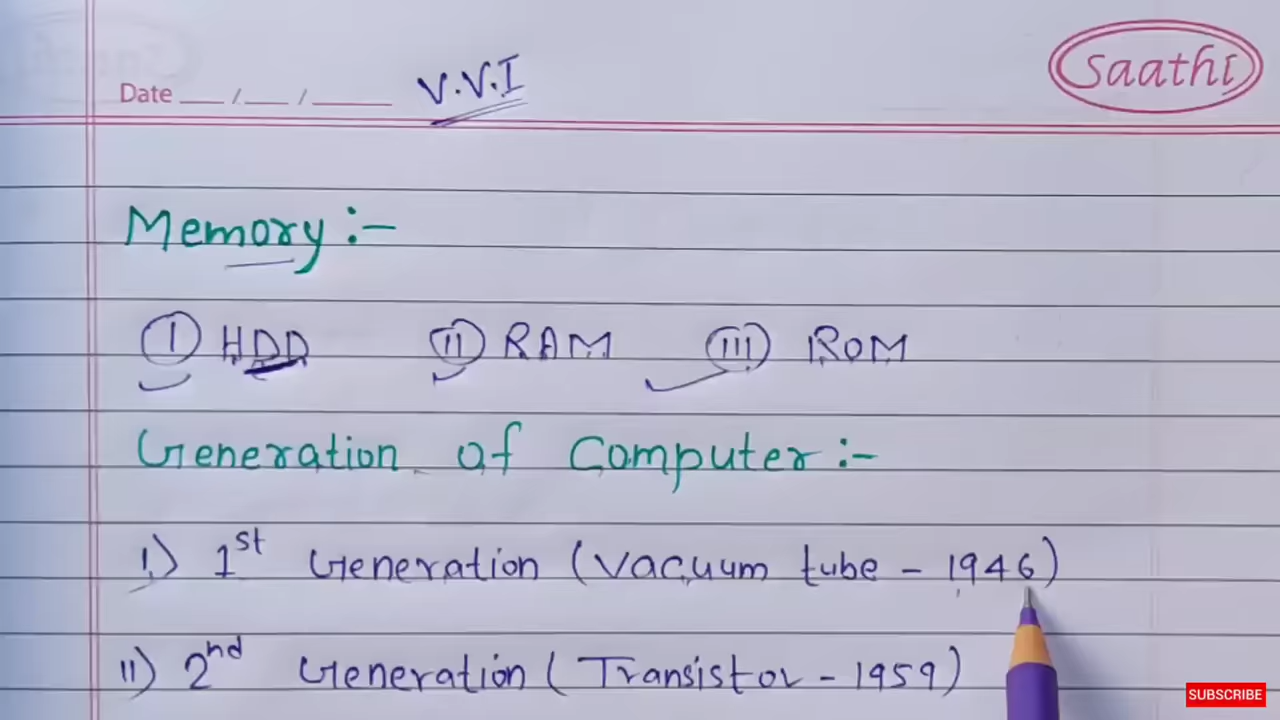 Saathi
Date __/__/____ V.V.I
Memory :-
(I) HDD (II) RAM (III) ROM
Generation of Computer :-
I) 1st Generation (Vacuum tube - 1946)
II) 2nd Generation (Transistor - 1959)
SUBSCRIBE